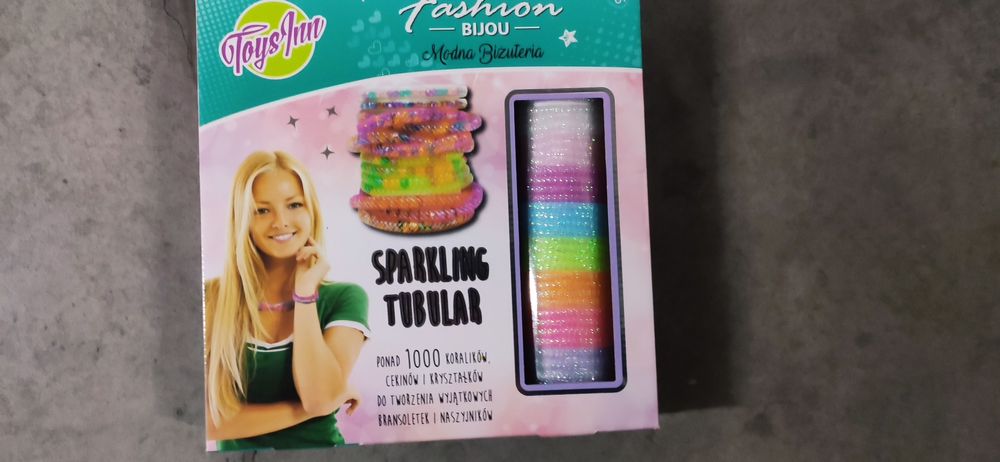 Toys Inn
Fashion
BIJOU
Modna Biżuteria
SPARKLING
TUBULAR
PONAD 1000 KORALIKÓW,
CEKINÓW I KRYSZTAŁKÓW
DO TWORZENIA WYJĄTKOWYCH
BRANSOLETEK I NASZYJNIKÓW